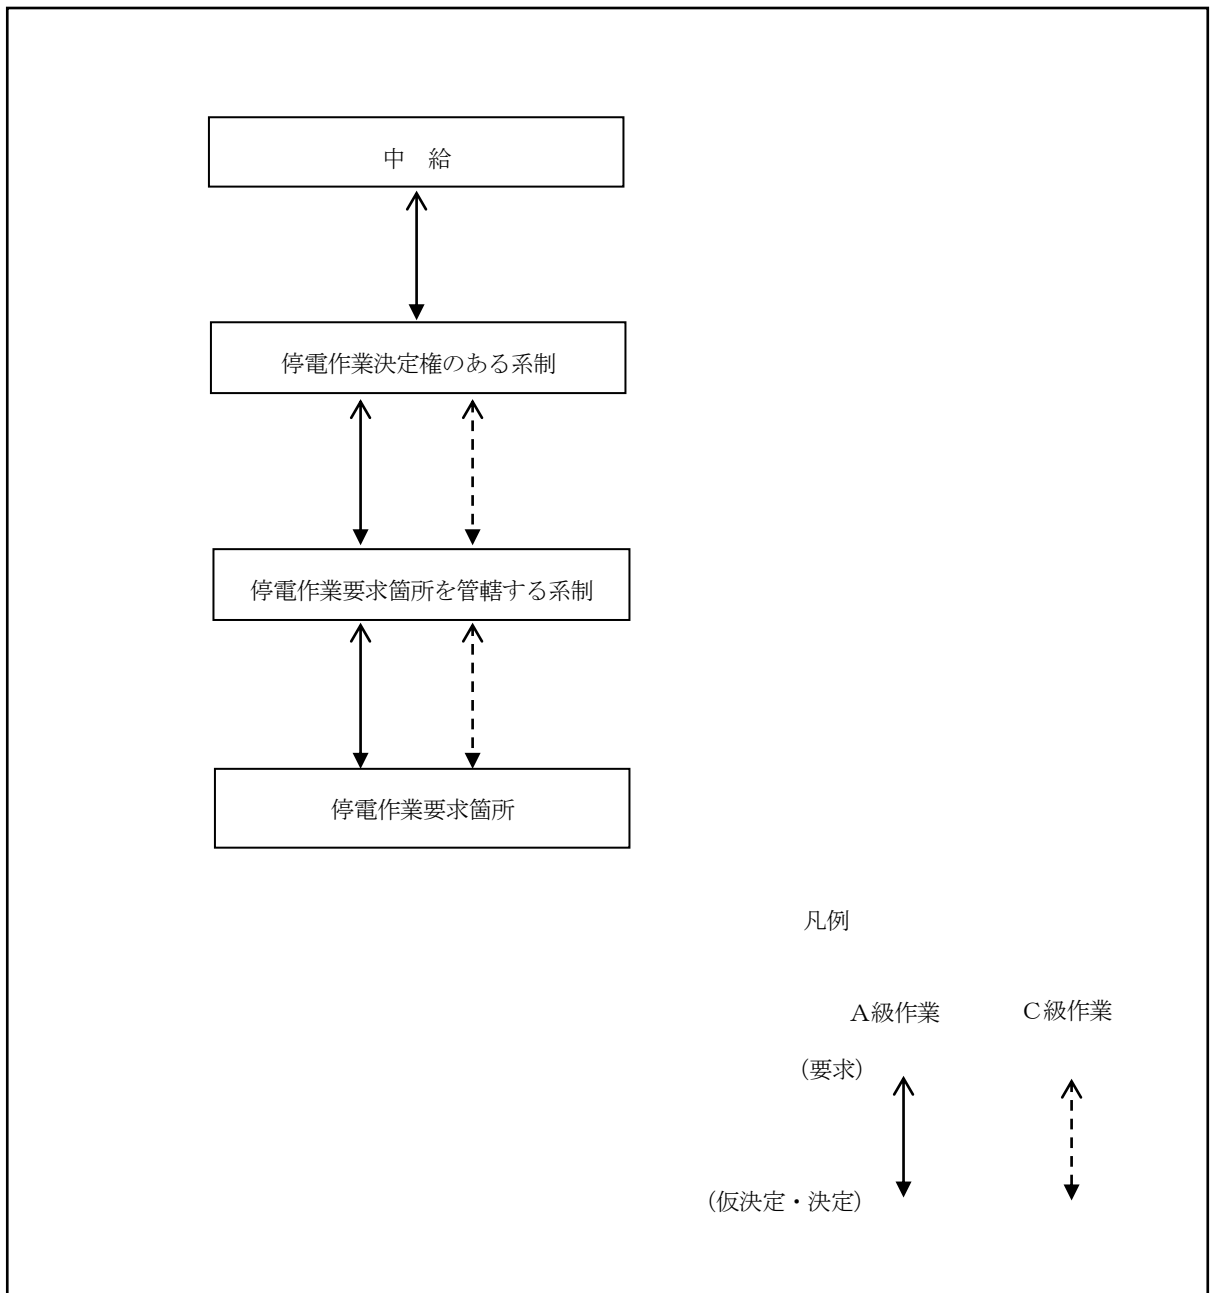 中　給
停電作業決定権のある系制
停電作業要求箇所を管轄する系制
停電作業要求箇所
凡例
Ａ級作業　Ｃ級作業
（要求）
（仮決定・決定）